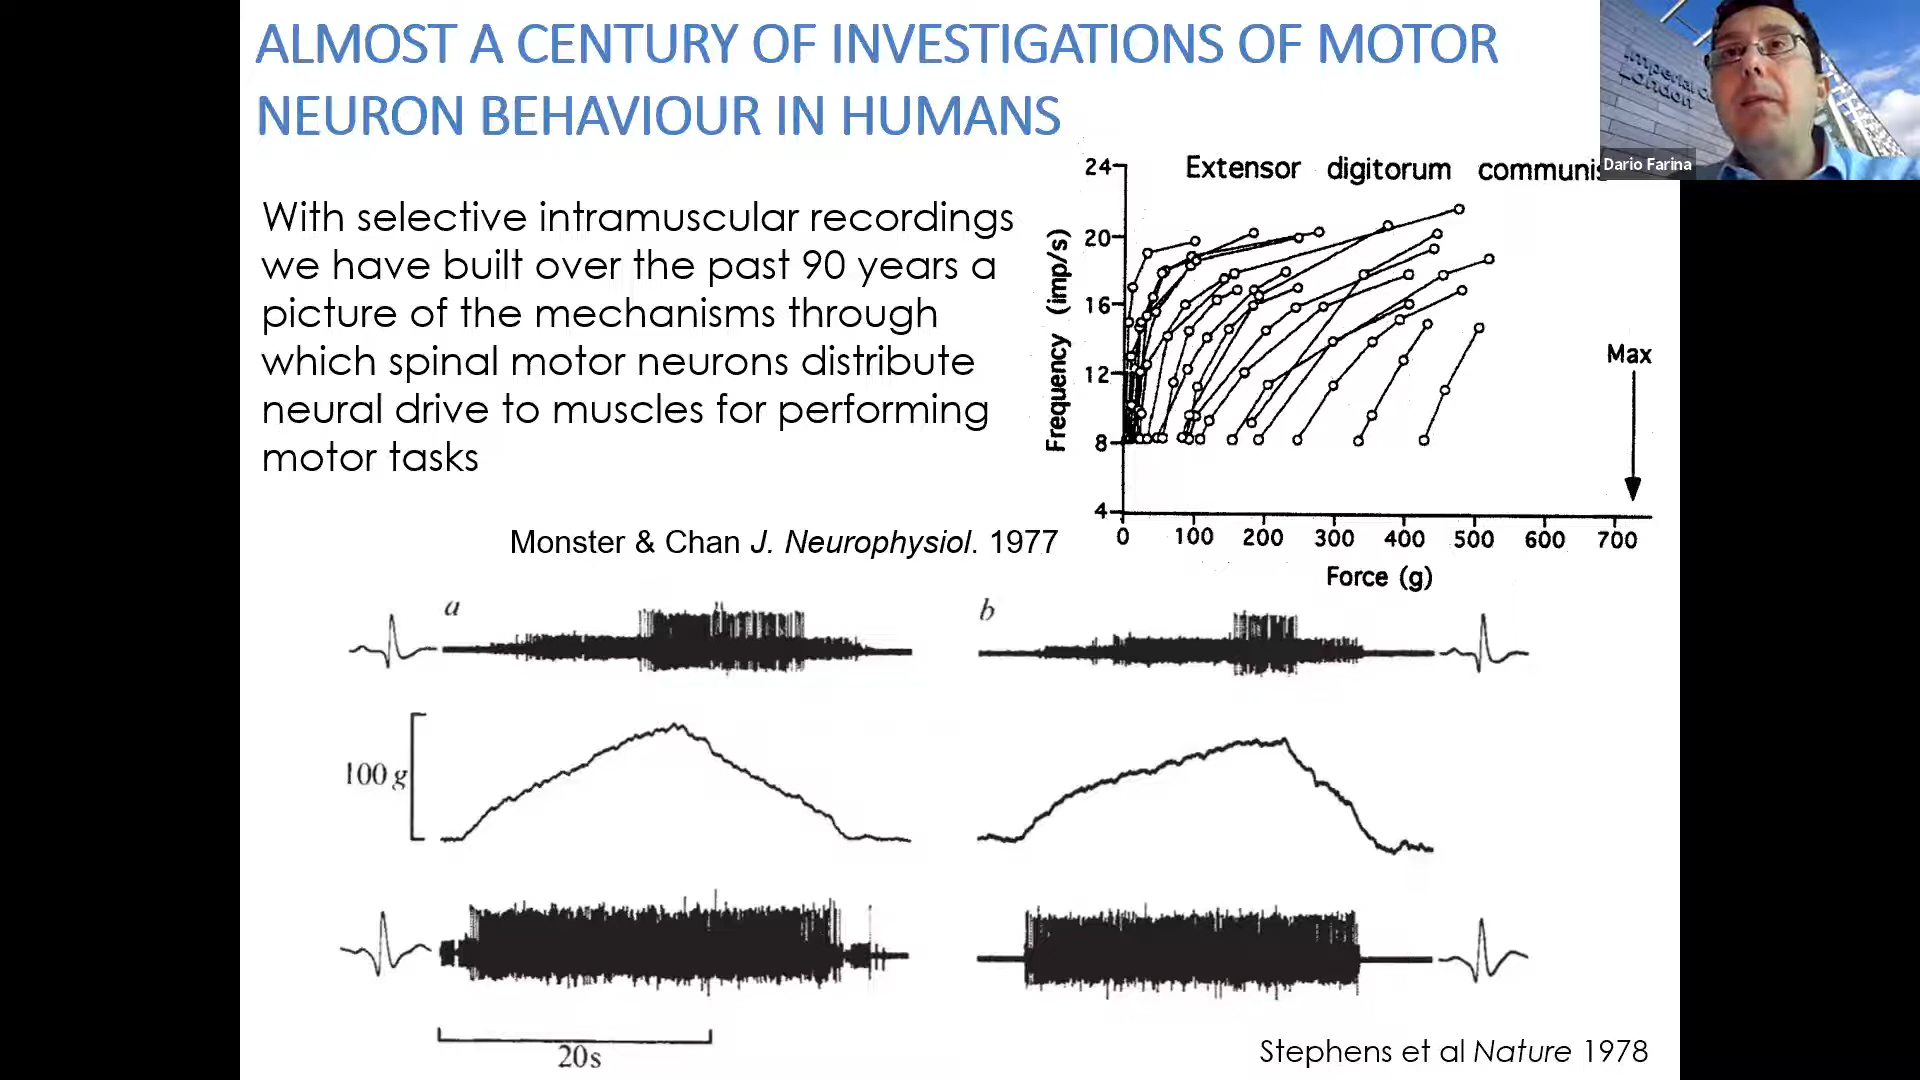 ALMOST A CENTURY OF INVESTIGATIONS OF MOTOR
NEURON BEHAVIOUR IN HUMANS
Imperial
London
Dario Farina
With selective intramuscular recordings
we have built over the past 90 years a
picture of the mechanisms through
which spinal motor neurons distribute
neural drive to muscles for performing
motor tasks
Monster & Chan J. Neurophysiol. 1977
Extensor digitorum communis
Frequency (imp/s)
24
20
16
12
8
4
Max
0 100 200 300 400 500 600 700
Force (g)
a
b
100 g
20s
Stephens et al Nature 1978